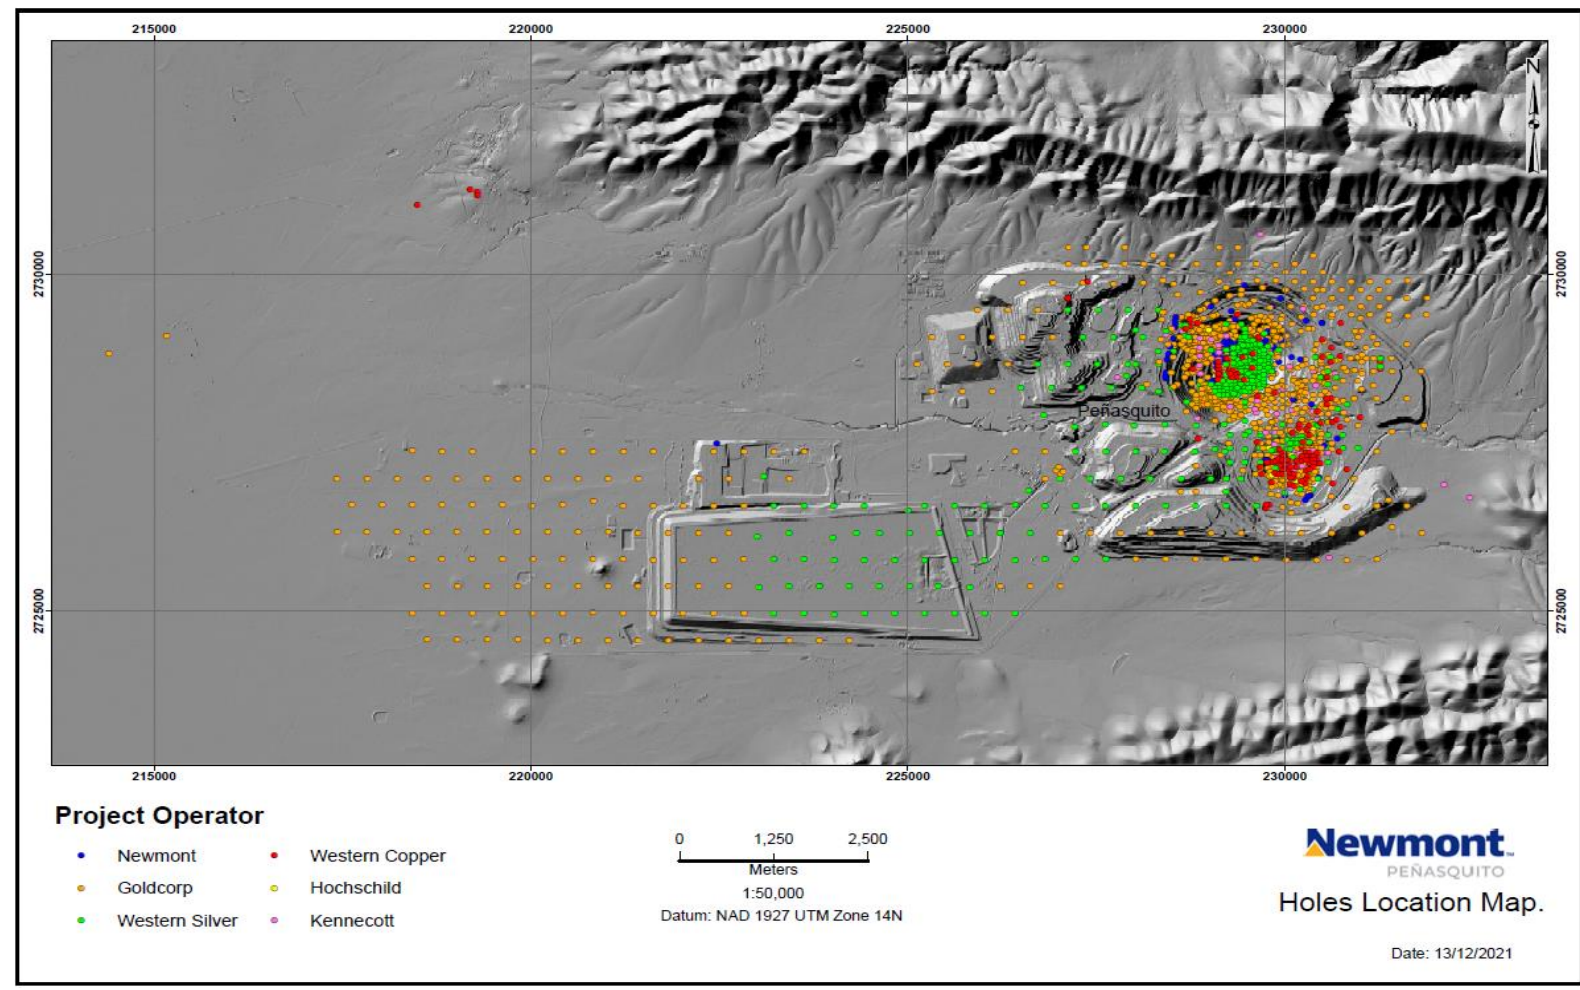 215000 220000 225000 230000
N
2730000 2730000
Peñasquito
2725000 2725000
215000 220000 225000 230000
Project Operator
Newmont Western Copper
Goldcorp Hochschild
Western Silver Kennecott
0 1,250 2,500
Meters
1:50,000
Datum: NAD 1927 UTM Zone 14N
Newmont™
PEÑASQUITO
Holes Location Map.
Date: 13/12/2021